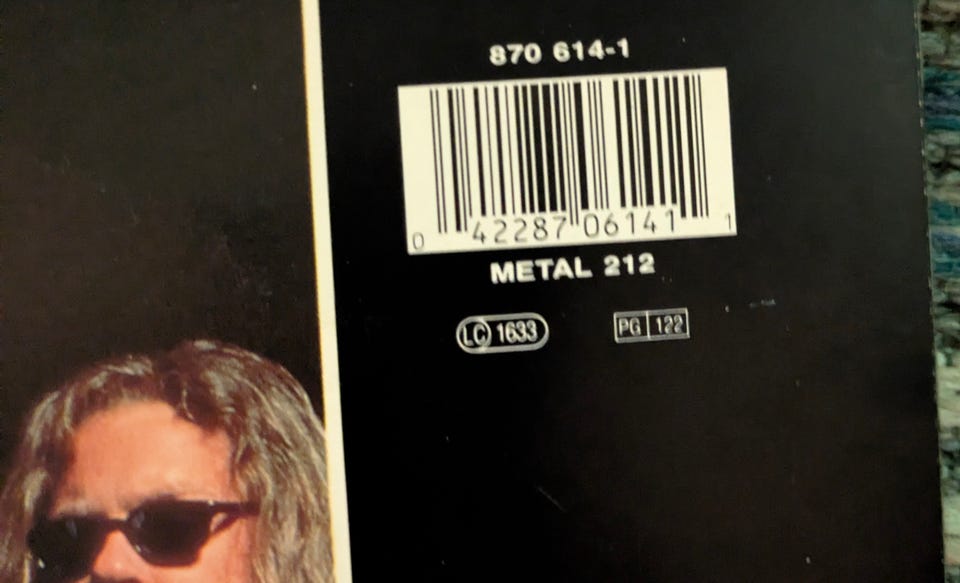 870 614-1
0 42287 06141 1
METAL 212
LC 1633
PG 122